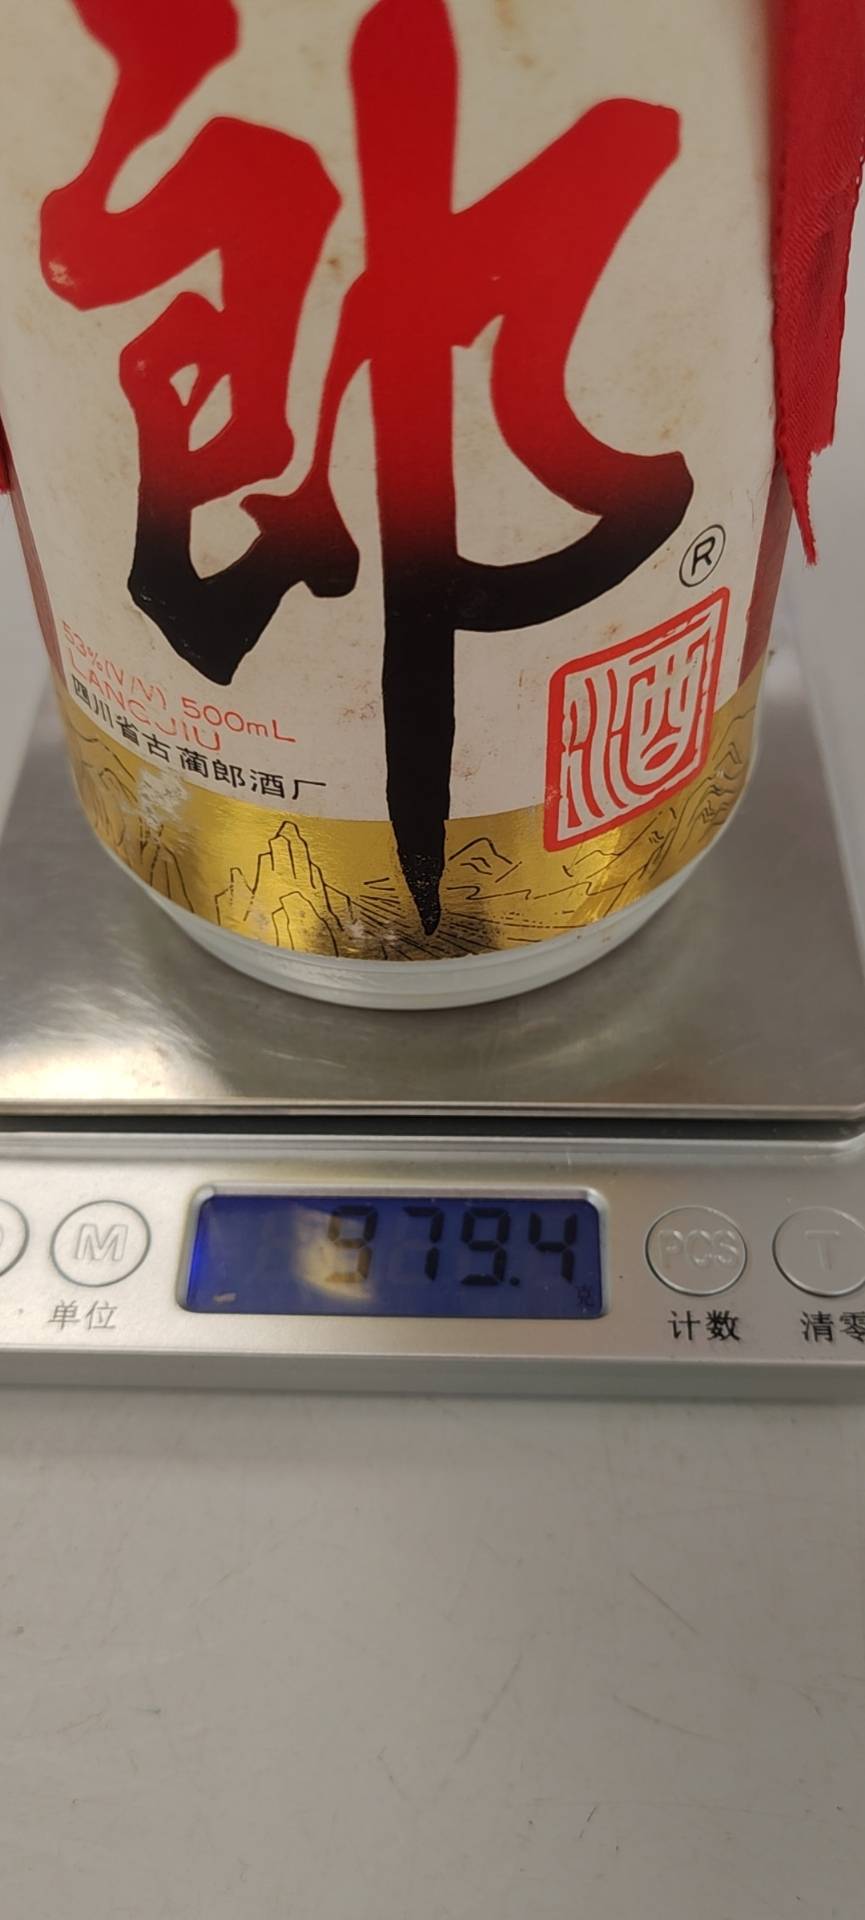 郎
®
酒
53%(V/V) 500mL
LANGJIU
四川省古蔺郎酒厂
979.4
克
M
PCS
T
单位
计数
清零